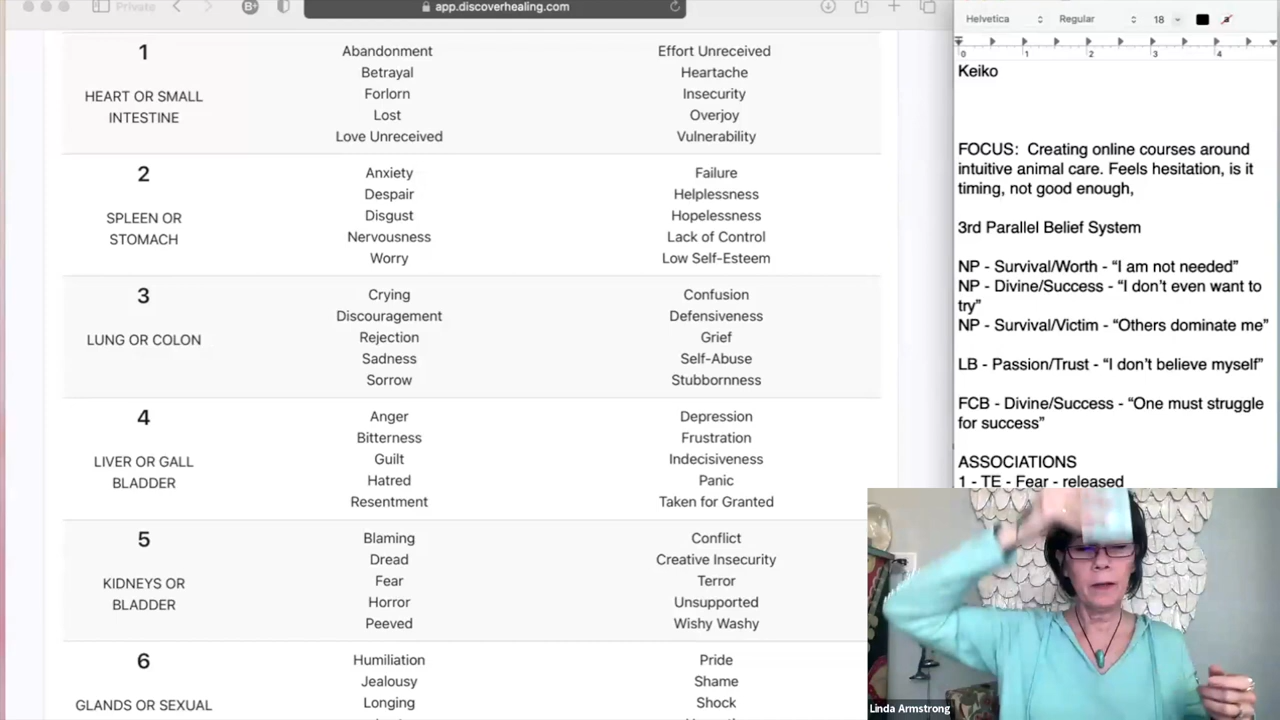 Private
B+
app.discoverhealing.com
1
HEART OR SMALL
INTESTINE
Abandonment
Betrayal
Forlorn
Lost
Love Unreceived
Effort Unreceived
Heartache
Insecurity
Overjoy
Vulnerability
2
SPLEEN OR
STOMACH
Anxiety
Despair
Disgust
Nervousness
Worry
Failure
Helplessness
Hopelessness
Lack of Control
Low Self-Esteem
3
LUNG OR COLON
Crying
Discouragement
Rejection
Sadness
Sorrow
Confusion
Defensiveness
Grief
Self-Abuse
Stubbornness
4
LIVER OR GALL
BLADDER
Anger
Bitterness
Guilt
Hatred
Resentment
Depression
Frustration
Indecisiveness
Panic
Taken for Granted
5
KIDNEYS OR
BLADDER
Blaming
Dread
Fear
Horror
Peeved
Conflict
Creative Insecurity
Terror
Unsupported
Wishy Washy
6
GLANDS OR SEXUAL
Humiliation
Jealousy
Longing
Pride
Shame
Shock
Helvetica
Regular
18
a
0 1 2 3 4
Keiko
FOCUS: Creating online courses around
intuitive animal care. Feels hesitation, is it
timing, not good enough,
3rd Parallel Belief System
NP - Survival/Worth - “I am not needed”
NP - Divine/Success - “I don’t even want to
try”
NP - Survival/Victim - “Others dominate me”
LB - Passion/Trust - “I don’t believe myself”
FCB - Divine/Success - “One must struggle
for success”
ASSOCIATIONS
1 - TE - Fear - released
Linda Armstrong